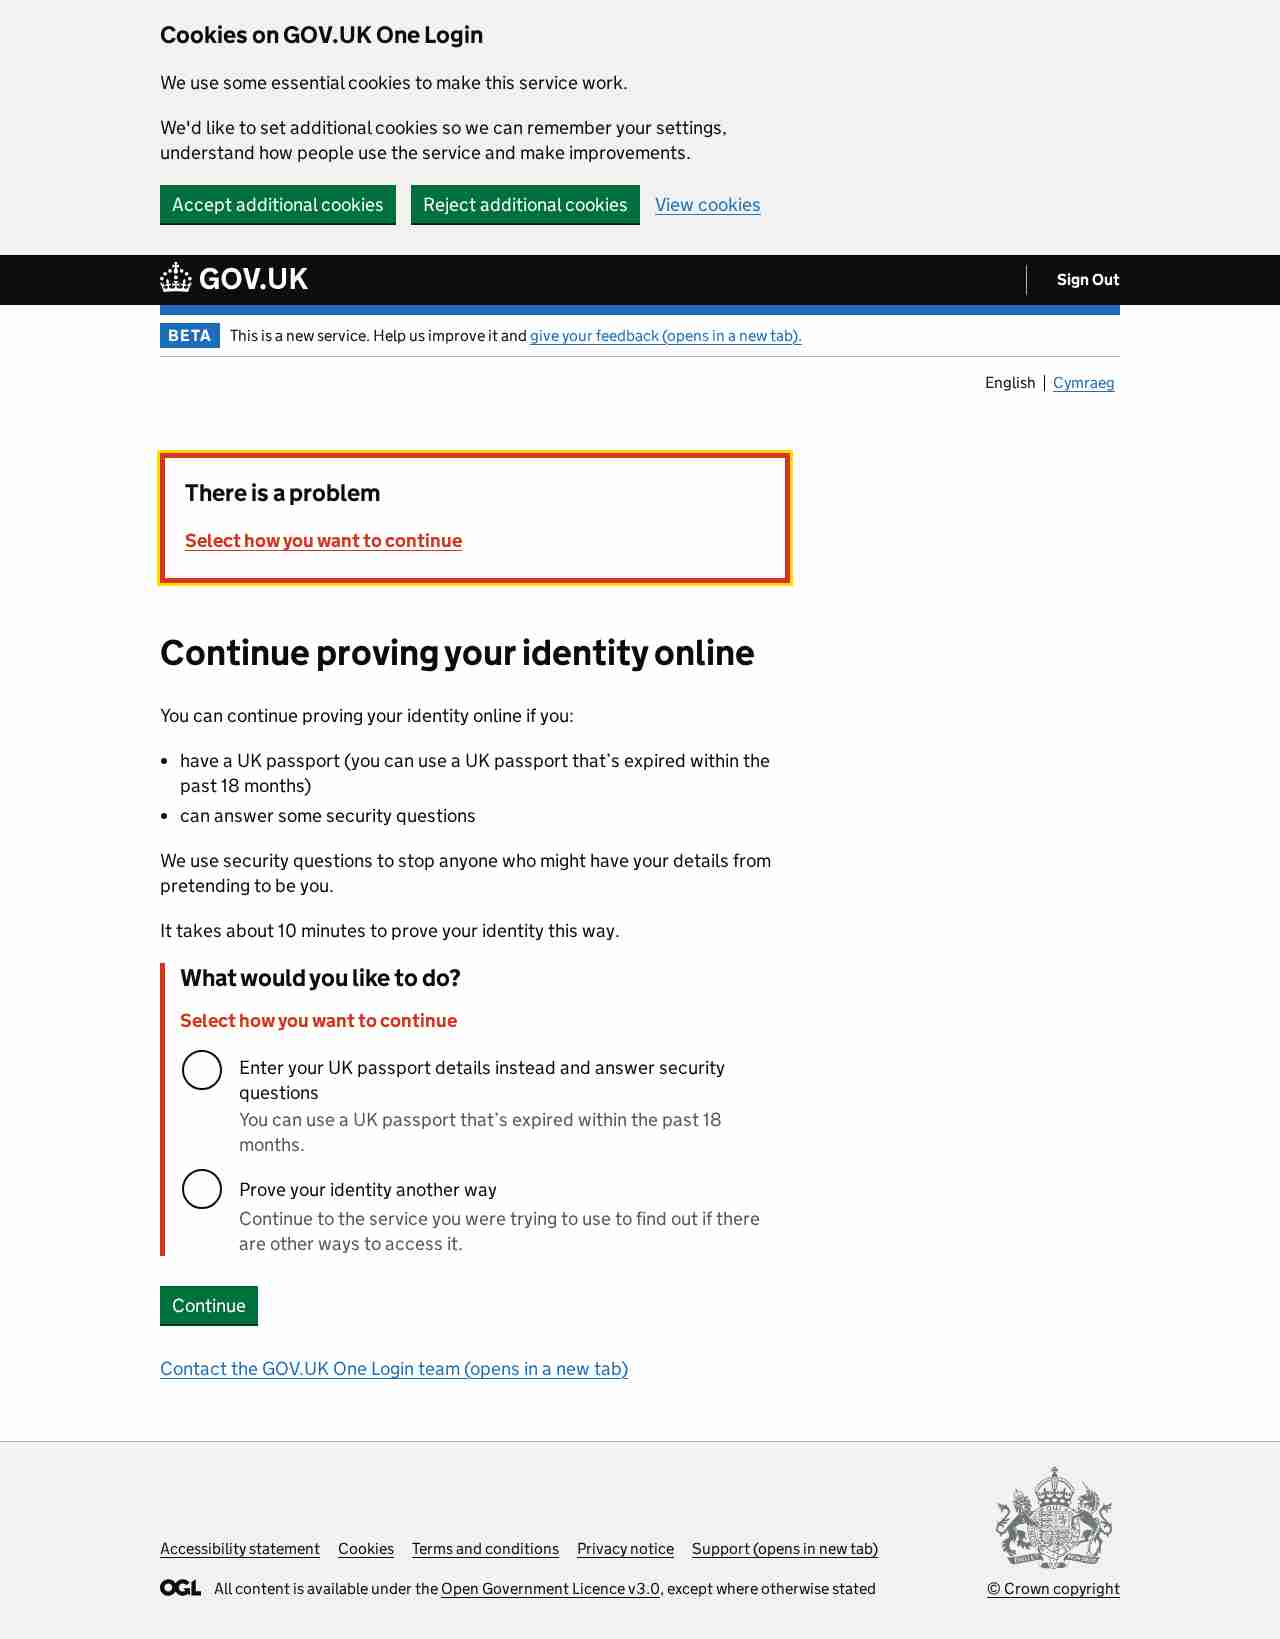 Cookies on GOV.UK One Login
We use some essential cookies to make this service work.
We'd like to set additional cookies so we can remember your settings,
understand how people use the service and make improvements.
Accept additional cookies Reject additional cookies View cookies
GOV.UK Sign Out
BETA This is a new service. Help us improve it and give your feedback (opens in a new tab).
English Cymraeg
There is a problem
Select how you want to continue
Continue proving your identity online
You can continue proving your identity online if you:
• have a UK passport (you can use a UK passport that’s expired within the
past 18 months)
• can answer some security questions
We use security questions to stop anyone who might have your details from
pretending to be you.
It takes about 10 minutes to prove your identity this way.
What would you like to do?
Select how you want to continue
Enter your UK passport details instead and answer security
questions
You can use a UK passport that’s expired within the past 18
months.
Prove your identity another way
Continue to the service you were trying to use to find out if there
are other ways to access it.
Continue
Contact the GOV.UK One Login team (opens in a new tab)
Accessibility statement Cookies Terms and conditions Privacy notice Support (opens in new tab)
OGL All content is available under the Open Government Licence v3.0, except where otherwise stated
© Crown copyright